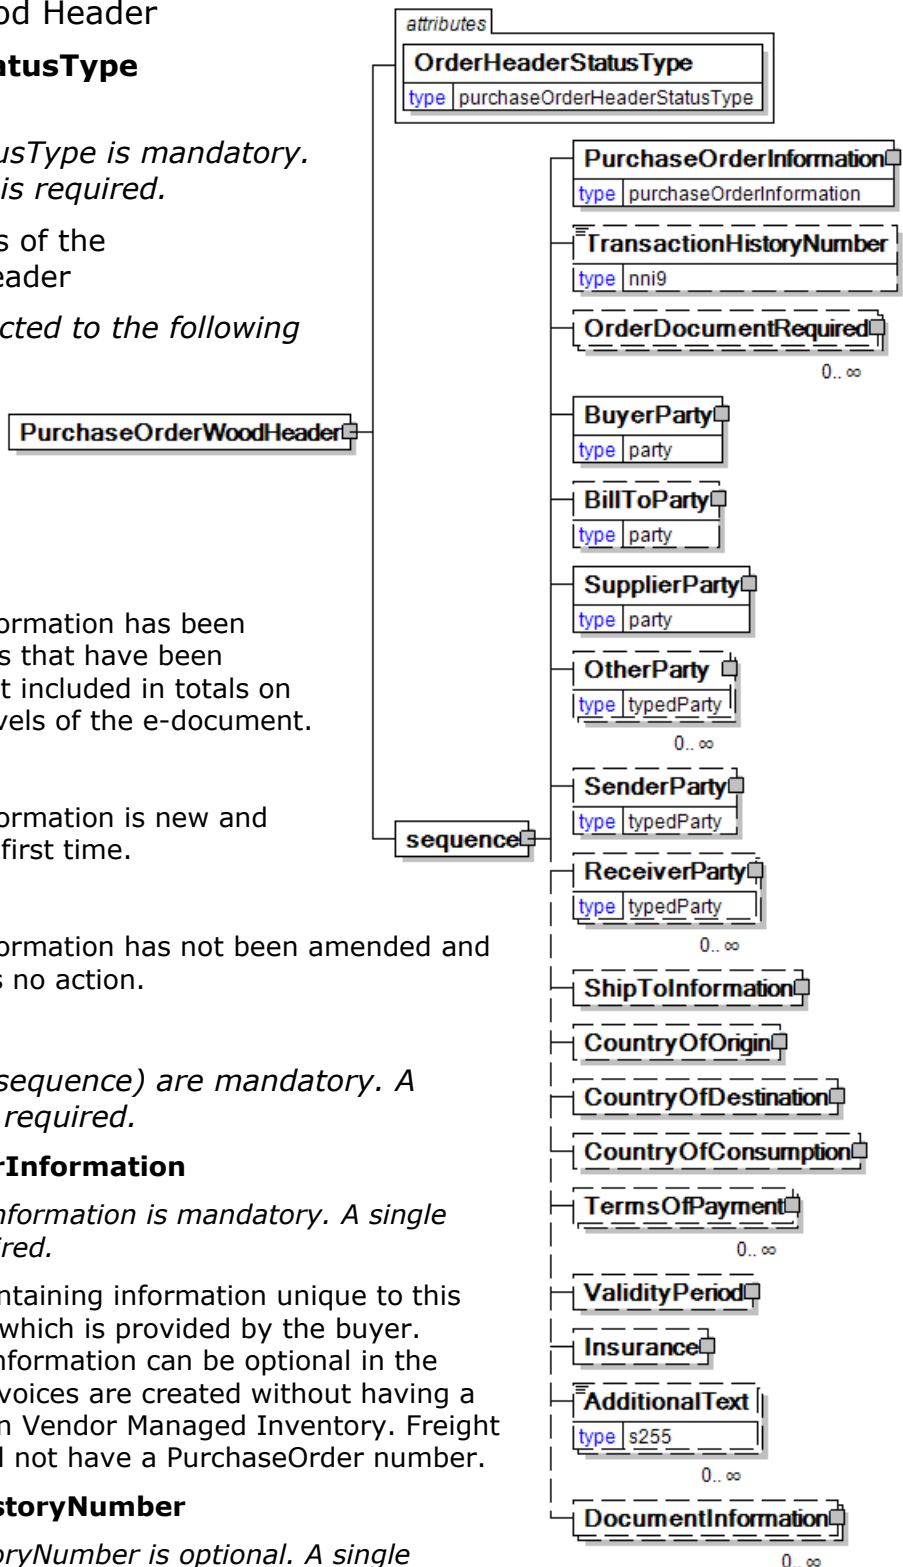 od Header
atusType
usType is mandatory.
is required.
s of the
eader
cted to the following
ormation has been
s that have been
t included in totals on
vels of the e-document.
ormation is new and
first time.
ormation has not been amended and
s no action.
sequence) are mandatory. A
required.
rInformation
nformation is mandatory. A single
ired.
ntaining information unique to this
which is provided by the buyer.
nformation can be optional in the
voices are created without having a
n Vendor Managed Inventory. Freight
d not have a PurchaseOrder number.
storyNumber
oryNumber is optional. A single
PurchaseOrderWoodHeader
attributes
OrderHeaderStatusType
type purchaseOrderHeaderStatusType
sequence
PurchaseOrderInformation
type purchaseOrderInformation
TransactionHistoryNumber
type nni9
OrderDocumentRequired
0.. ∞
BuyerParty
type party
BillToParty
type party
SupplierParty
type party
OtherParty
type typedParty
0.. ∞
SenderParty
type typedParty
ReceiverParty
type typedParty
0.. ∞
ShipToInformation
CountryOfOrigin
CountryOfDestination
CountryOfConsumption
TermsOfPayment
0.. ∞
ValidityPeriod
Insurance
AdditionalText
type s255
0.. ∞
DocumentInformation
0.. ∞